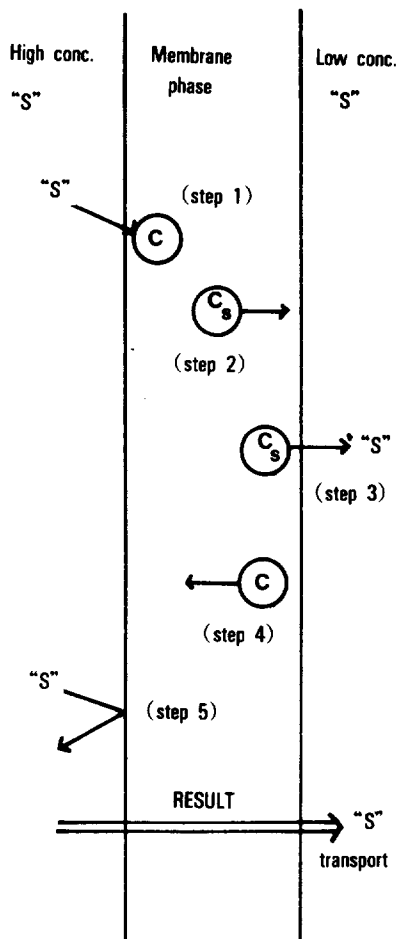 High conc.
"S"
Membrane
phase
Low conc.
"S"
"S"
(step 1)
C
Cs
(step 2)
Cs
"S"
(step 3)
C
(step 4)
"S"
(step 5)
RESULT
"S"
transport